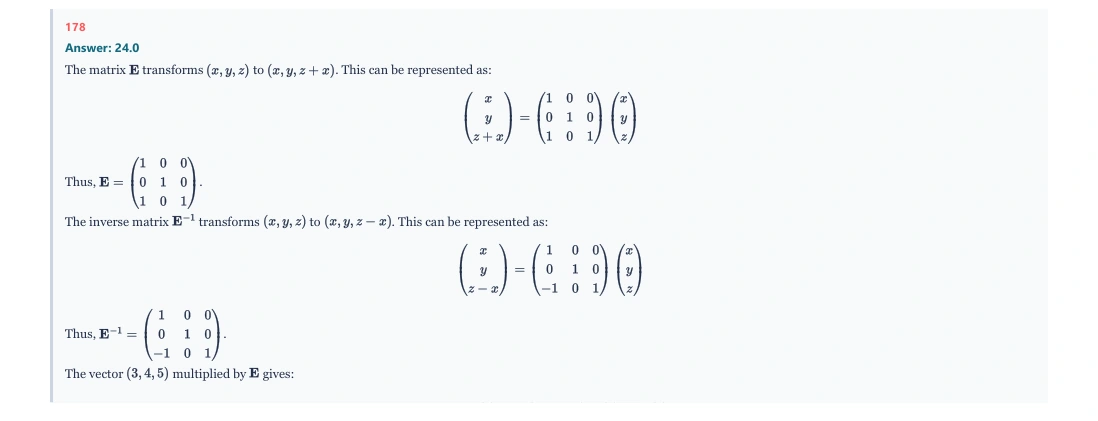 178
Answer: 24.0
The matrix E transforms (x, y, z) to (x, y, z + x). This can be represented as:
( x y z + x ) = ( 1 0 0 0 1 0 1 0 1 ) ( x y z )
Thus, E = ( 1 0 0 0 1 0 1 0 1 ) .
The inverse matrix E⁻¹ transforms (x, y, z) to (x, y, z − x). This can be represented as:
( x y z − x ) = ( 1 0 0 0 1 0 −1 0 1 ) ( x y z )
Thus, E⁻¹ = ( 1 0 0 0 1 0 −1 0 1 ) .
The vector (3, 4, 5) multiplied by E gives: